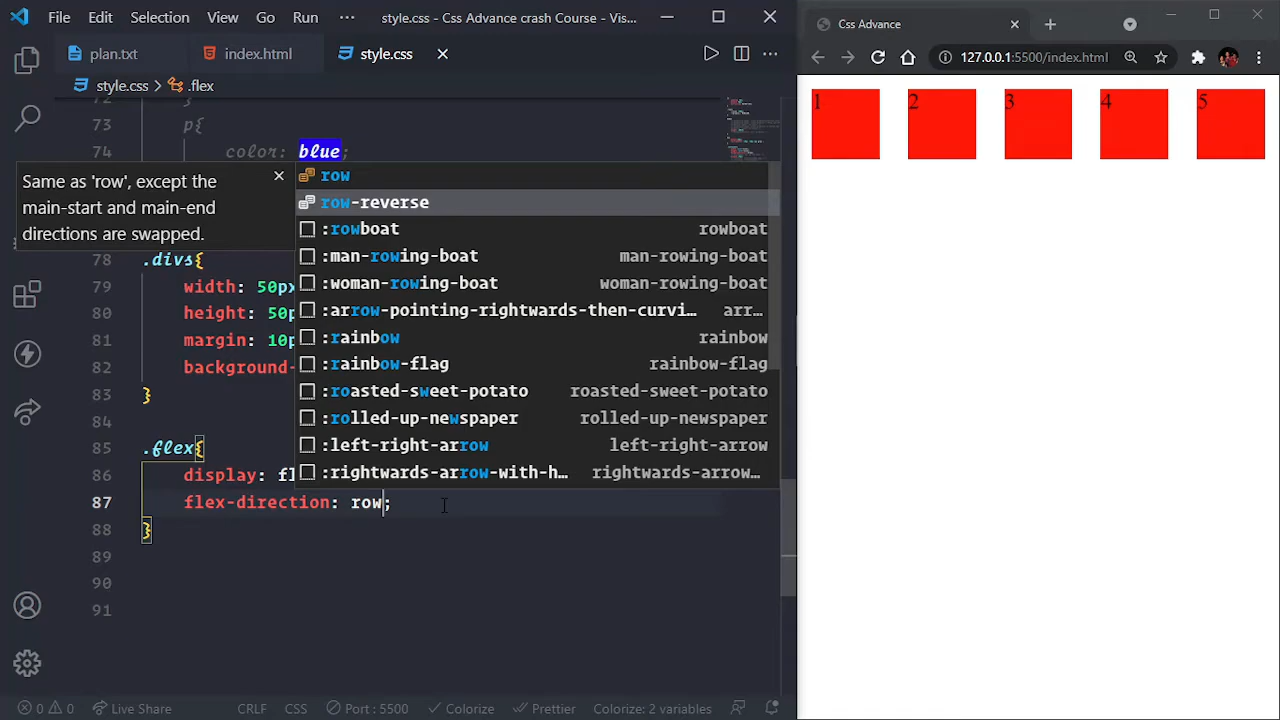 File Edit Selection View Go Run ··· style.css - Css Advance crash Course - Vis...
plan.txt index.html style.css
style.css > .flex
}
73 p{
74 color: blue;
Same as 'row', except the
main-start and main-end
directions are swapped.
row
row-reverse
:rowboat rowboat
:man-rowing-boat man-rowing-boat
:woman-rowing-boat woman-rowing-boat
:arrow-pointing-rightwards-then-curvi... arr...
:rainbow rainbow
:rainbow-flag rainbow-flag
:roasted-sweet-potato roasted-sweet-potato
:rolled-up-newspaper rolled-up-newspaper
:left-right-arrow left-right-arrow
:rightwards-arrow-with-h... rightwards-arrow...
78 .divs{
79 width: 50px
80 height: 50p
81 margin: 10p
82 background-
83 }
84
85 .flex{
86 display: fl
87 flex-direction: row;
88 }
89
90
91
0 0 Live Share CRLF CSS Port : 5500 Colorize Prettier Colorize: 2 variables
Css Advance
127.0.0.1:5500/index.html
1 2 3 4 5